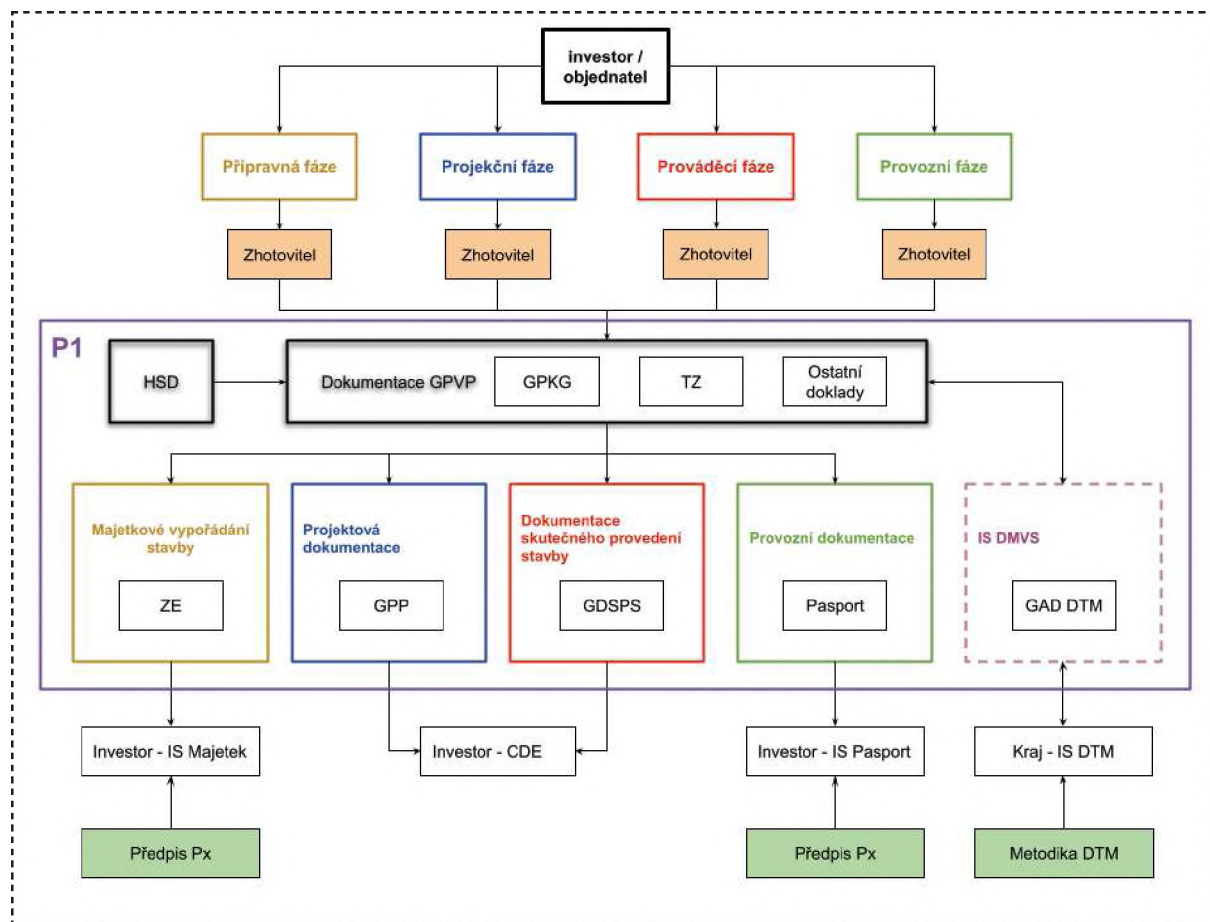 investor /
objednatel
Přípravná fáze
Projekční fáze
Prováděcí fáze
Provozní fáze
Zhotovitel
Zhotovitel
Zhotovitel
Zhotovitel
P1
HSD
Dokumentace GPVP
GPKG
TZ
Ostatní
doklady
Majetkové vypořádání
stavby
ZE
Projektová
dokumentace
GPP
Dokumentace
skutečného provedení
stavby
GDSPS
Provozní dokumentace
Pasport
IS DMVS
GAD DTM
Investor - IS Majetek
Investor - CDE
Investor - IS Pasport
Kraj - IS DTM
Předpis Px
Předpis Px
Metodika DTM